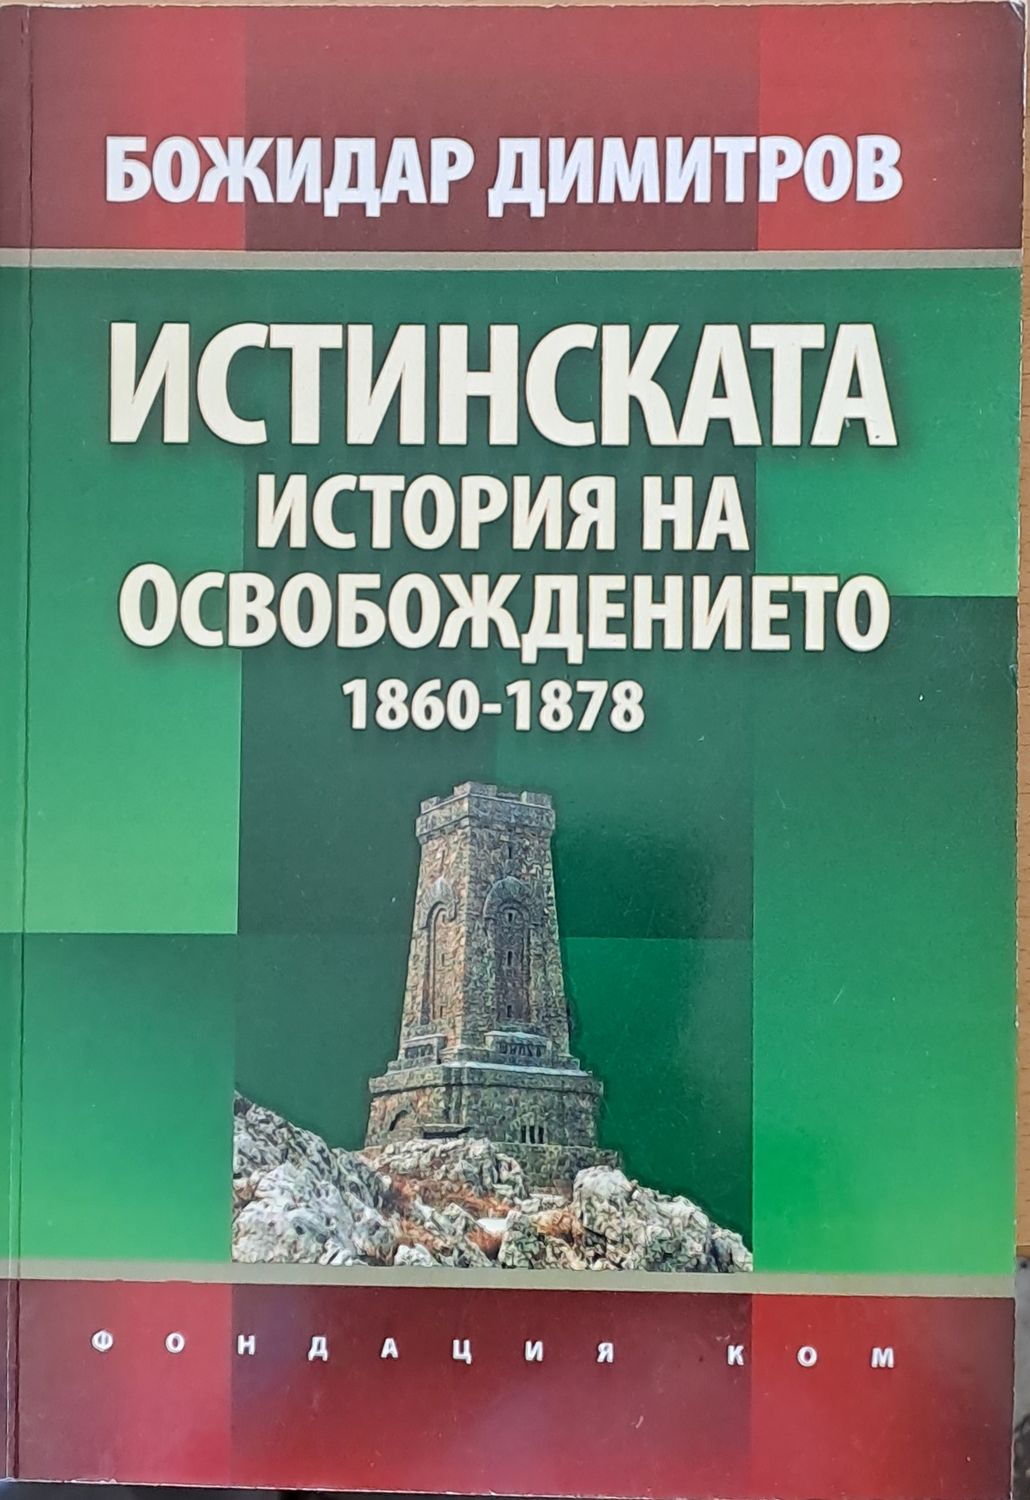 БОЖИДАР ДИМИТРОВ
ИСТИНСКАТА
ИСТОРИЯ НА
ОСВОБОЖДЕНИЕТО
1860-1878
ФОНДАЦИЯ КОМ